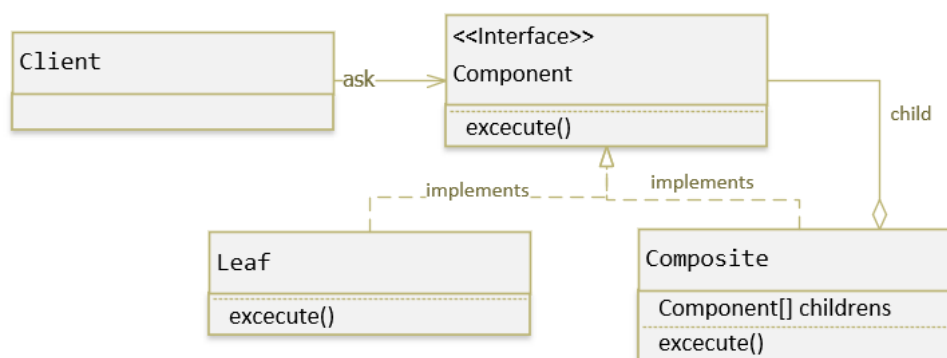 Client
ask
<<Interface>>
Component
excecute()
child
implements
implements
Leaf
excecute()
Composite
Component[] childrens
excecute()